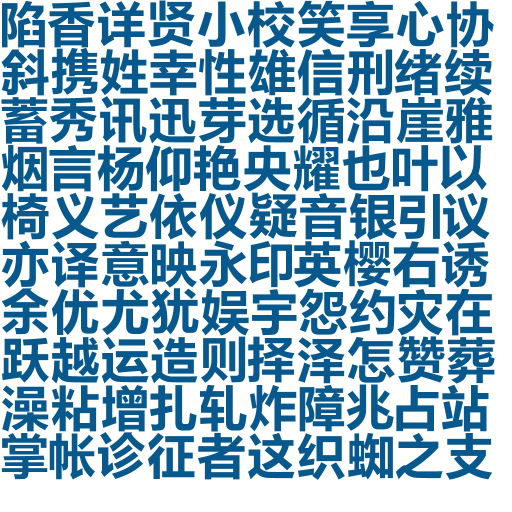 陷香详贤小校笑享心协
斜携姓幸性雄信刑绪续
蓄秀讯迅芽选循沿崖雅
烟言杨仰艳央耀也叶以
椅义艺依仪疑音银引议
亦译意映永印英樱右诱
余优尤犹娱宇怨约灾在
跃越运造则择泽怎赞葬
澡粘增扎轧炸障兆占站
掌帐诊征者这织蜘之支